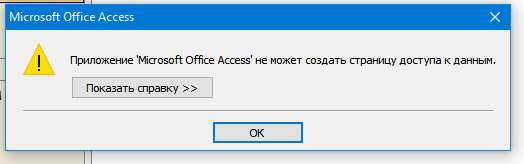 Microsoft Office Access
Приложение 'Microsoft Office Access' не может создать страницу доступа к данным.
Показать справку >>
OK